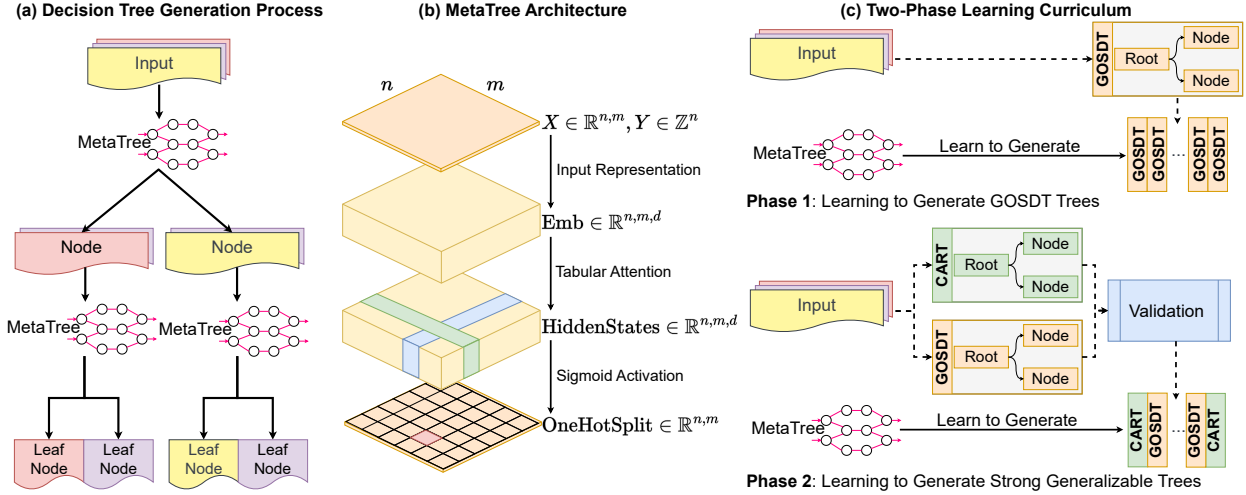 (a) Decision Tree Generation Process
Input
MetaTree
Node
Node
MetaTree
MetaTree
Leaf
Node
Leaf
Node
Leaf
Node
Leaf
Node
(b) MetaTree Architecture
n
m
X ∈ ℝ^{n,m}, Y ∈ ℤ^n
Input Representation
Emb ∈ ℝ^{n,m,d}
Tabular Attention
HiddenStates ∈ ℝ^{n,m,d}
Sigmoid Activation
OneHotSplit ∈ ℝ^{n,m}
(c) Two-Phase Learning Curriculum
Input
GOSDT
Root
Node
Node
MetaTree
Learn to Generate
GOSDT
GOSDT
...
GOSDT
GOSDT
Phase 1: Learning to Generate GOSDT Trees
Input
CART
Root
Node
Node
GOSDT
Root
Node
Node
Validation
MetaTree
Learn to Generate
CART
GOSDT
...
GOSDT
CART
Phase 2: Learning to Generate Strong Generalizable Trees